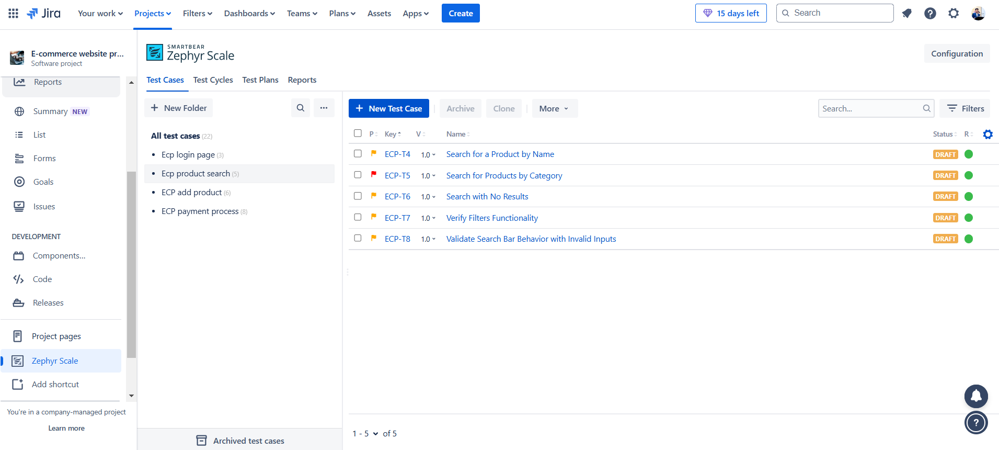 Jira
Your work
Projects
Filters
Dashboards
Teams
Plans
Assets
Apps
Create
15 days left
Search
E-commerce website pr...
Software project
Reports
Summary NEW
List
Forms
Goals
Issues
DEVELOPMENT
Components...
Code
Releases
Project pages
Zephyr Scale
Add shortcut
You're in a company-managed project
Learn more
SMARTBEAR
Zephyr Scale
Configuration
Test Cases
Test Cycles
Test Plans
Reports
+ New Folder
...
All test cases (22)
• Ecp login page (3)
• Ecp product search (5)
• ECP add product (6)
• ECP payment process (8)
Archived test cases
+ New Test Case
Archive
Clone
More
Search...
Filters
P Key V Name Status R
ECP-T4 1.0 Search for a Product by Name DRAFT
ECP-T5 1.0 Search for Products by Category DRAFT
ECP-T6 1.0 Search with No Results DRAFT
ECP-T7 1.0 Verify Filters Functionality DRAFT
ECP-T8 1.0 Validate Search Bar Behavior with Invalid Inputs DRAFT
1 - 5 of 5